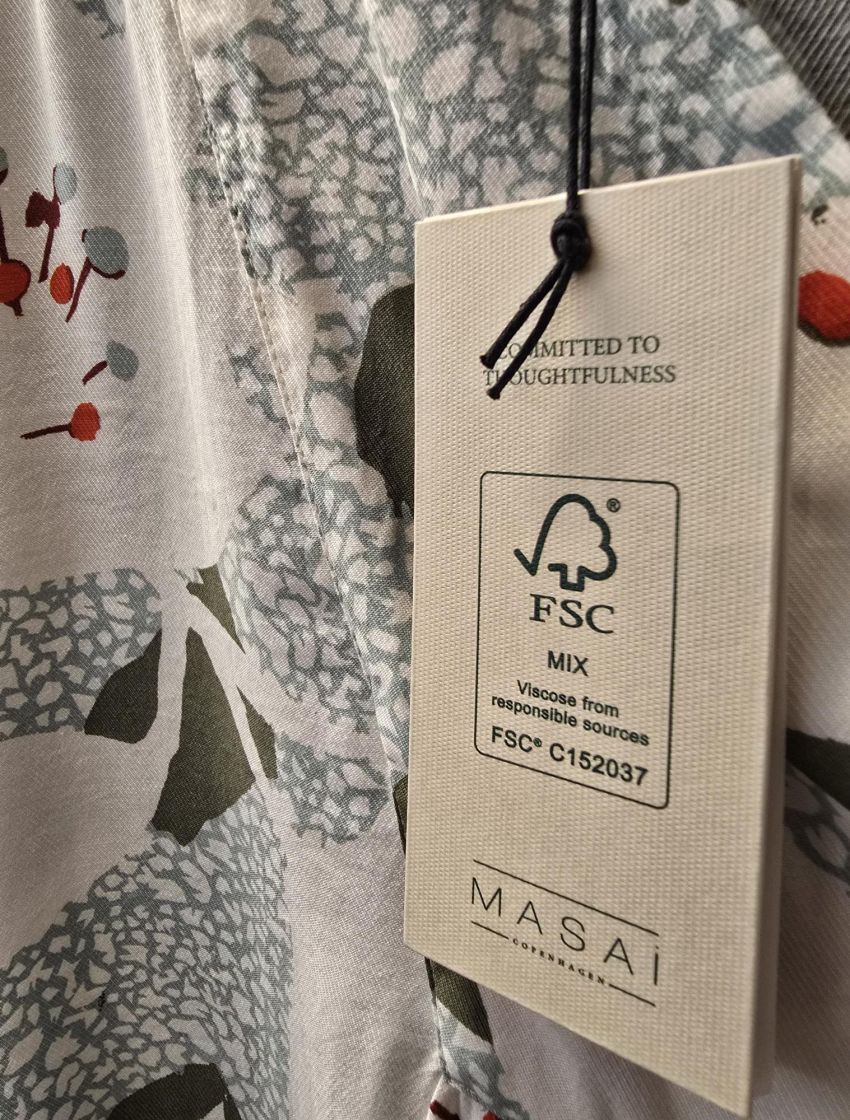 COMMITTED TO
THOUGHTFULNESS
®
FSC
MIX
Viscose from
responsible sources
FSC® C152037
MASAI
COPENHAGEN